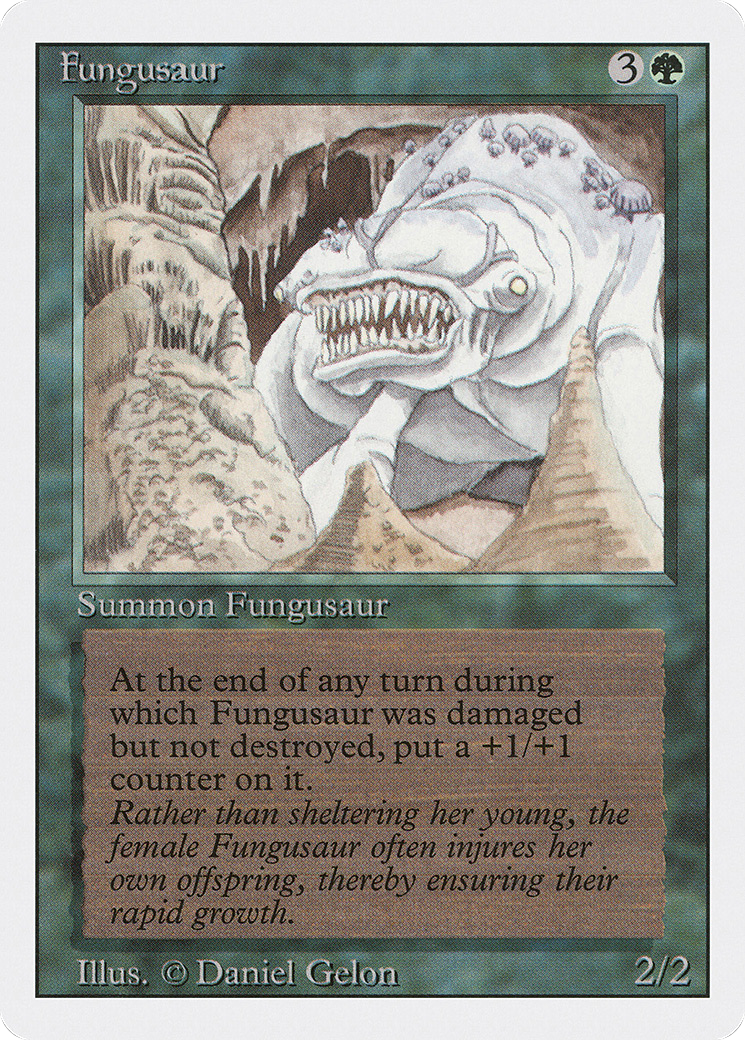 Fungusaur 3
Summon Fungusaur
At the end of any turn during
which Fungusaur was damaged
but not destroyed, put a +1/+1
counter on it.
Rather than sheltering her young, the
female Fungusaur often injures her
own offspring, thereby ensuring their
rapid growth.
Illus. © Daniel Gelon 2/2